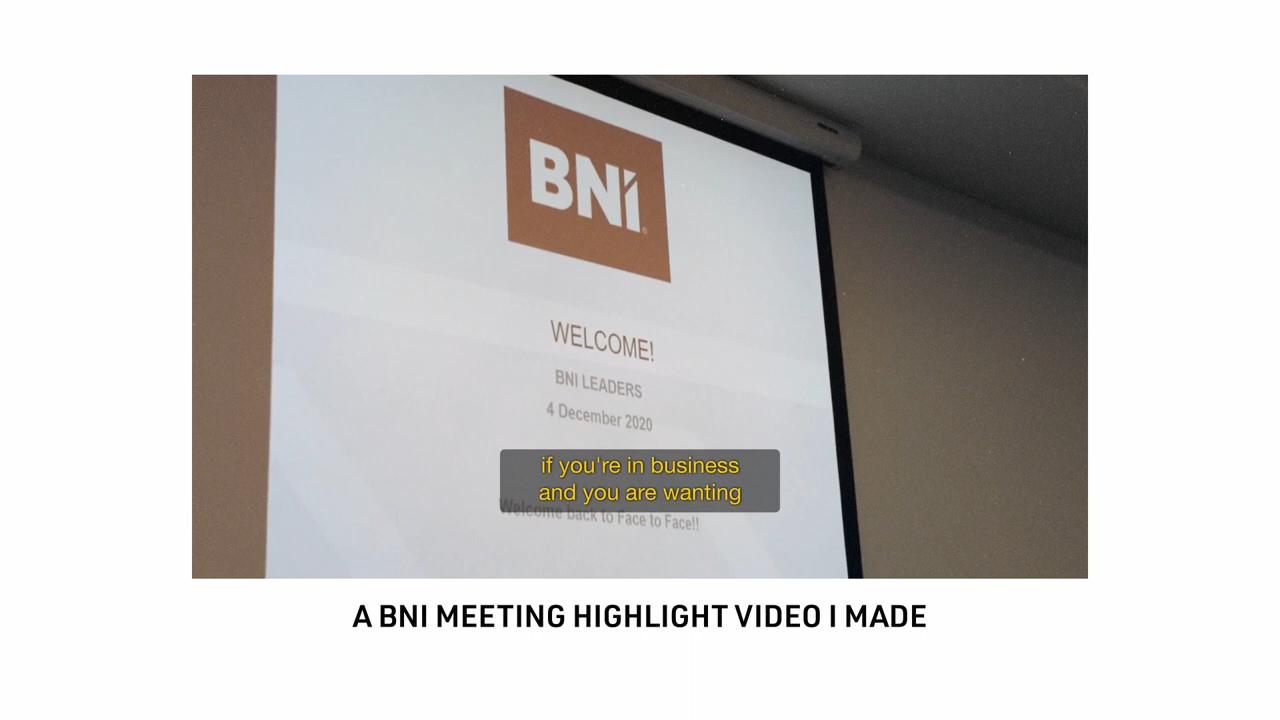 BNI
WELCOME!
BNI LEADERS
4 December 2020
if you're in business
and you are wanting
Welcome back to Face to Face!!
A BNI MEETING HIGHLIGHT VIDEO I MADE